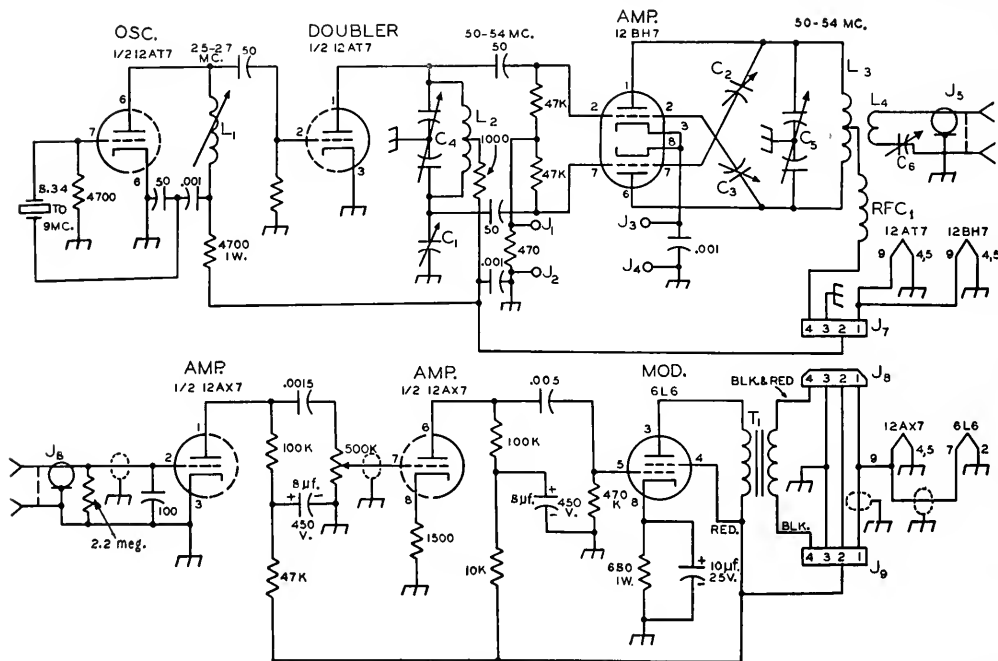 OSC.
1/2 12AT7
25-27
MC.
50
6
7
6
L1
8.34
TO
9MC.
4700
50
.001
4700
1W.
DOUBLER
1/2 12AT7
1
2
3
50-54 MC.
50
C4
L2
1000
47K
47K
C1
50
.001
470
J1
J2
AMP.
12BH7
1
2
2
3
8
7
6
J3
J4
.001
C2
C3
C5
50-54 MC.
L3
L4
J5
C6
RFC1
12AT7
9
4,5
12BH7
9
4,5
4 3 2 1
J7
AMP.
1/2 12AX7
1
2
3
JB
100
2.2 meg.
.0015
100K
500K
8µf.
+ -
450
V.
47K
AMP.
1/2 12AX7
6
7
8
1500
.005
100K
8µf.
+
-
450
V.
470
K
10K
MOD.
6L6
3
4
5
8
680
1W.
+
10µf.
25V.
-
RED.
T1
BLK.& RED
BLK.
4 3 2 1
J8
12AX7
9
4,5
6L6
7
2
4 3 2 1
J9